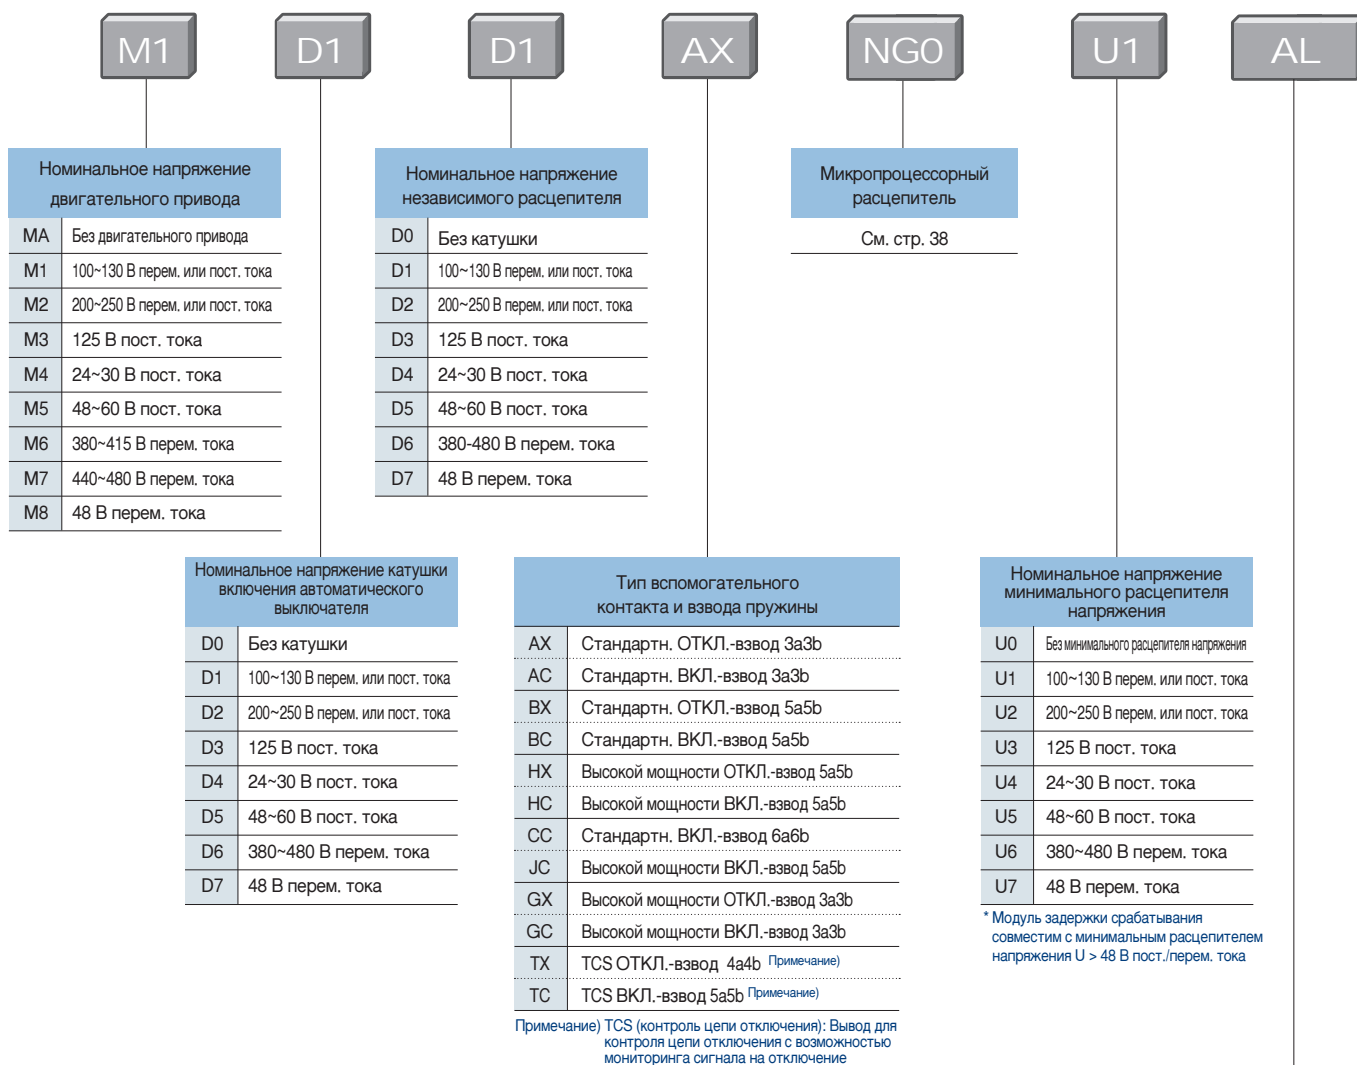 M1 D1 D1 AX NG0 U1 AL
Номинальное напряжение
двигательного привода
MA Без двигательного привода
M1 100~130 В перем. или пост. тока
M2 200~250 В перем. или пост. тока
M3 125 В пост. тока
M4 24~30 В пост. тока
M5 48~60 В пост. тока
M6 380~415 В перем. тока
M7 440~480 В перем. тока
M8 48 В перем. тока
Номинальное напряжение
независимого расцепителя
D0 Без катушки
D1 100~130 В перем. или пост. тока
D2 200~250 В перем. или пост. тока
D3 125 В пост. тока
D4 24~30 В пост. тока
D5 48~60 В пост. тока
D6 380-480 В перем. тока
D7 48 В перем. тока
Микропроцессорный
расцепитель
См. стр. 38
Номинальное напряжение катушки
включения автоматического
выключателя
D0 Без катушки
D1 100~130 В перем. или пост. тока
D2 200~250 В перем. или пост. тока
D3 125 В пост. тока
D4 24~30 В пост. тока
D5 48~60 В пост. тока
D6 380~480 В перем. тока
D7 48 В перем. тока
Тип вспомогательного
контакта и взвода пружины
AX Стандартн. ОТКЛ.-взвод 3a3b
AC Стандартн. ВКЛ.-взвод 3a3b
BX Стандартн. ОТКЛ.-взвод 5a5b
BC Стандартн. ВКЛ.-взвод 5a5b
HX Высокой мощности ОТКЛ.-взвод 5a5b
HC Высокой мощности ВКЛ.-взвод 5a5b
CC Стандартн. ВКЛ.-взвод 6a6b
JC Высокой мощности ВКЛ.-взвод 5a5b
GX Высокой мощности ОТКЛ.-взвод 3a3b
GC Высокой мощности ВКЛ.-взвод 3a3b
TX TCS ОТКЛ.-взвод 4a4b Примечание)
TC TCS ВКЛ.-взвод 5a5b Примечание)
Примечание) TCS (контроль цепи отключения): Вывод для
контроля цепи отключения с возможностью
мониторинга сигнала на отключение
Номинальное напряжение
минимального расцепителя
напряжения
U0 Без минимального расцепителя напряжения
U1 100~130 В перем. или пост. тока
U2 200~250 В перем. или пост. тока
U3 125 В пост. тока
U4 24~30 В пост. тока
U5 48~60 В пост. тока
U6 380~480 В перем. тока
U7 48 В перем. тока
* Модуль задержки срабатывания
совместим с минимальным расцепителем
напряжения U > 48 В пост./перем. тока